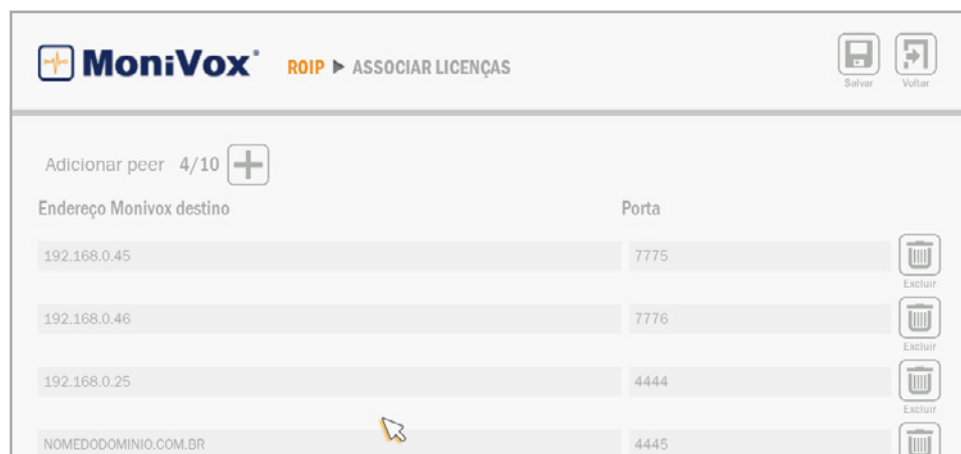 MoniVox® ROIP ▶ ASSOCIAR LICENÇAS
Salvar Voltar
Adicionar peer 4/10
Endereço Monivox destino Porta
192.168.0.45 7775
Excluir
192.168.0.46 7776
Excluir
192.168.0.25 4444
Excluir
NOMEDODOMINIO.COM.BR 4445